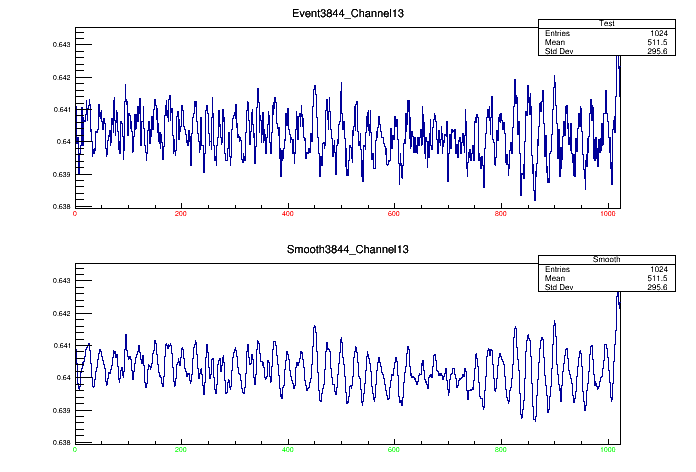 Event3844_Channel13
Test
Entries 1024
Mean 511.5
Std Dev 295.6
0.643
0.642
0.641
0.64
0.639
0.638
0 200 400 600 800 1000
Smooth3844_Channel13
Smooth
Entries 1024
Mean 511.5
Std Dev 295.6
0.643
0.642
0.641
0.64
0.639
0.638
0 200 400 600 800 1000